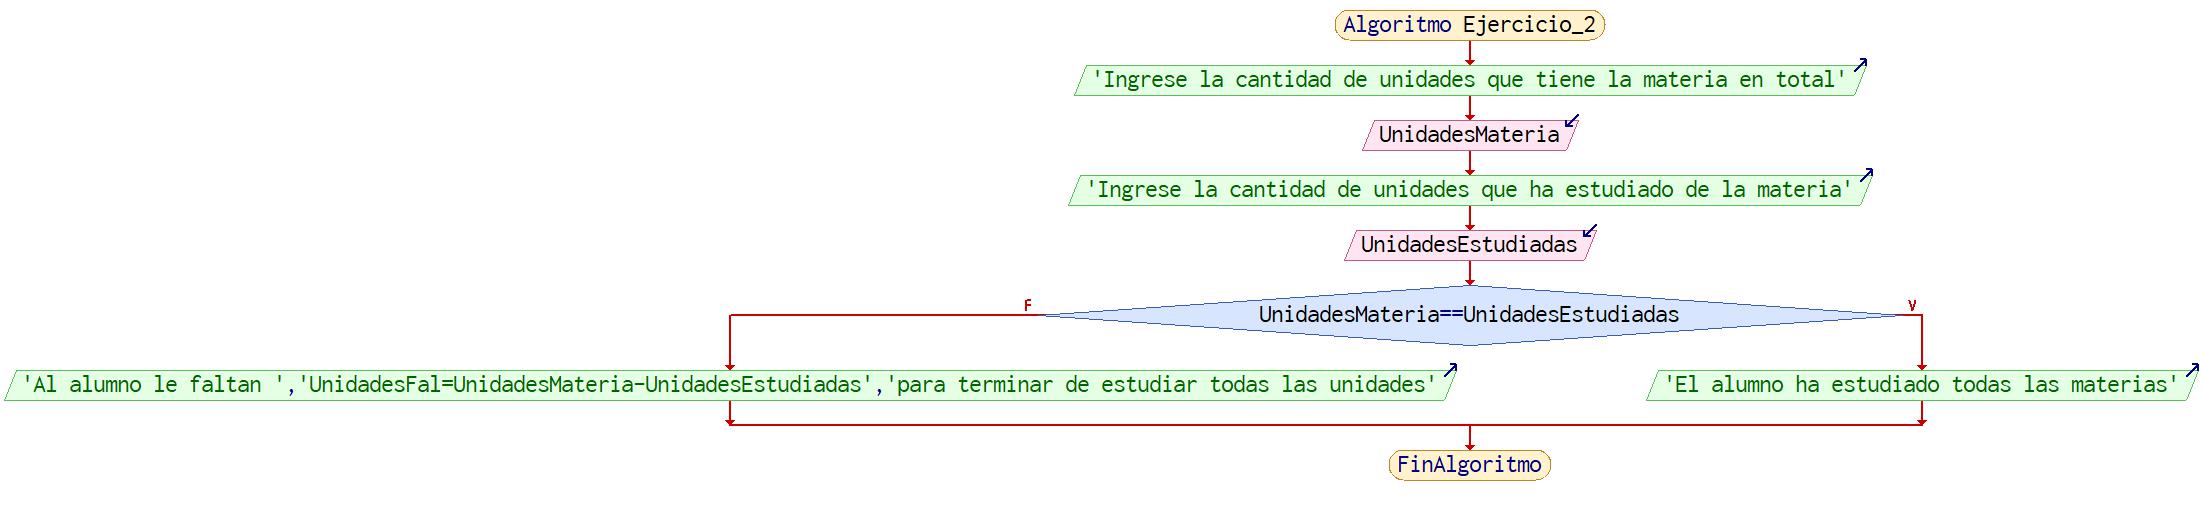 Algoritmo Ejercicio_2
'Ingrese la cantidad de unidades que tiene la materia en total'
UnidadesMateria
'Ingrese la cantidad de unidades que ha estudiado de la materia'
UnidadesEstudiadas
F
V
UnidadesMateria==UnidadesEstudiadas
'Al alumno le faltan ','UnidadesFal=UnidadesMateria-UnidadesEstudiadas','para terminar de estudiar todas las unidades'
'El alumno ha estudiado todas las materias'
FinAlgoritmo